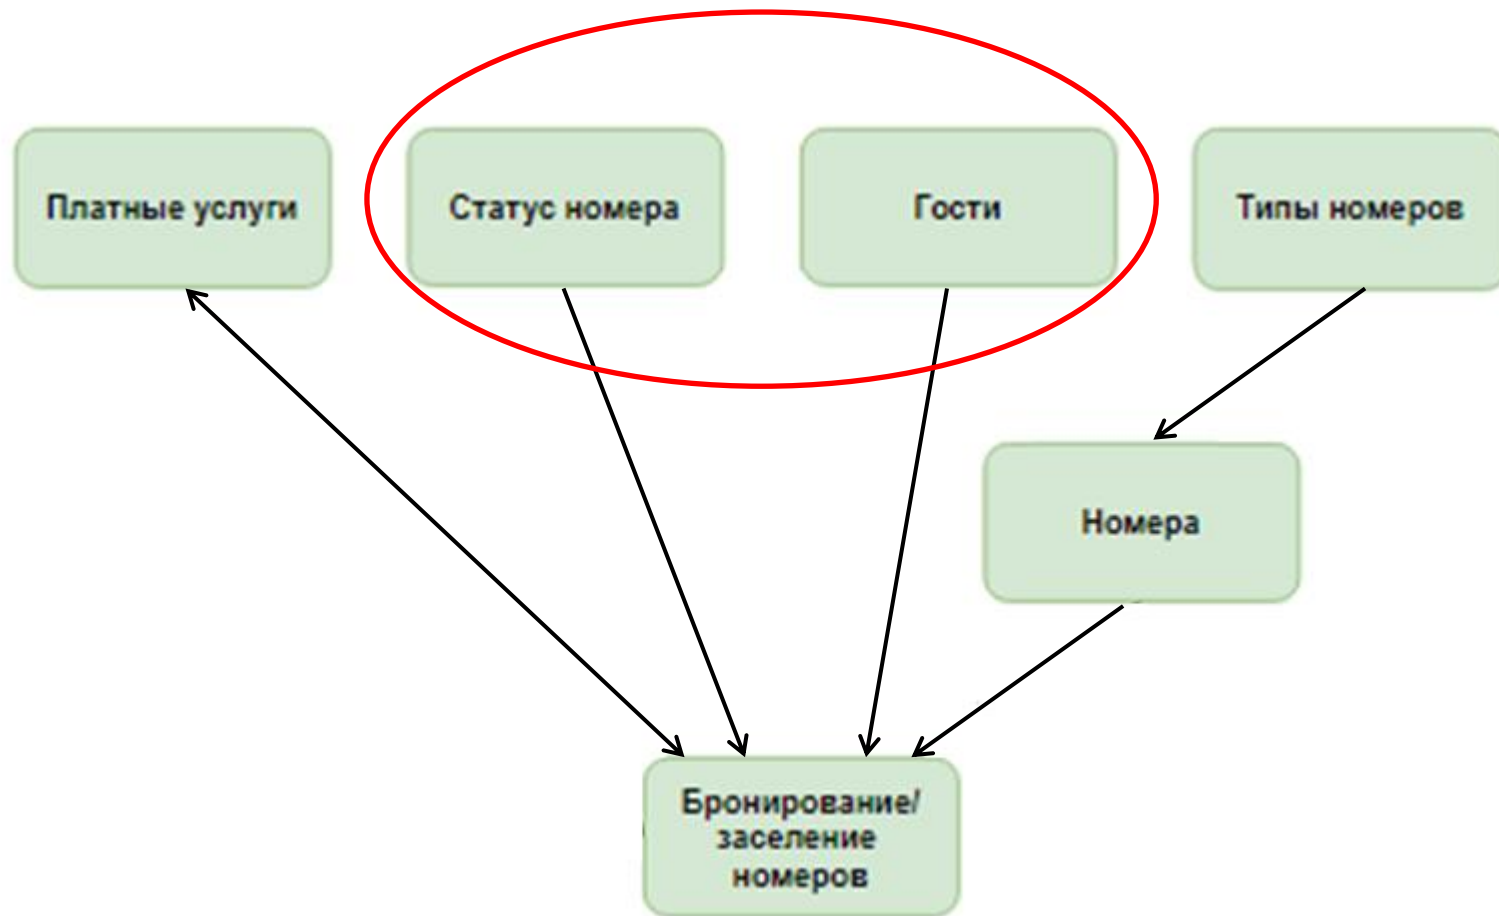 Платные услуги
Статус номера
Гости
Типы номеров
Номера
Бронирование/
заселение
номеров